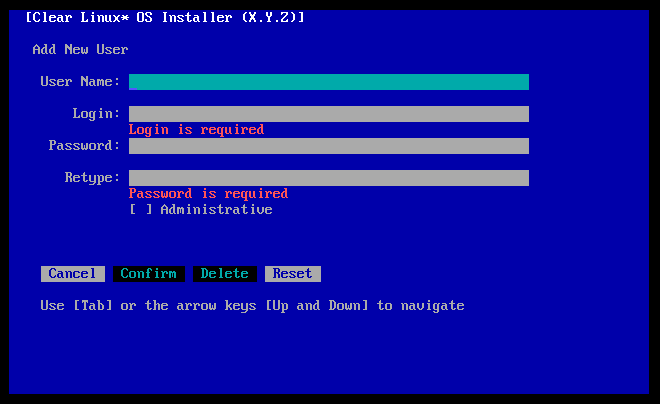 [Clear Linux* OS Installer (X.Y.Z)]
Add New User
User Name:
Login:
Login is required
Password:
Retype:
Password is required
[ ] Administrative
Cancel Confirm Delete Reset
Use [Tab] or the arrow keys [Up and Down] to navigate